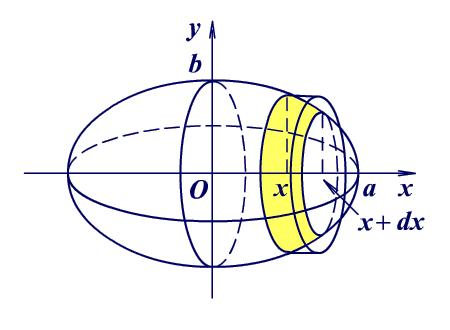 y
b
O x a x
x + dx